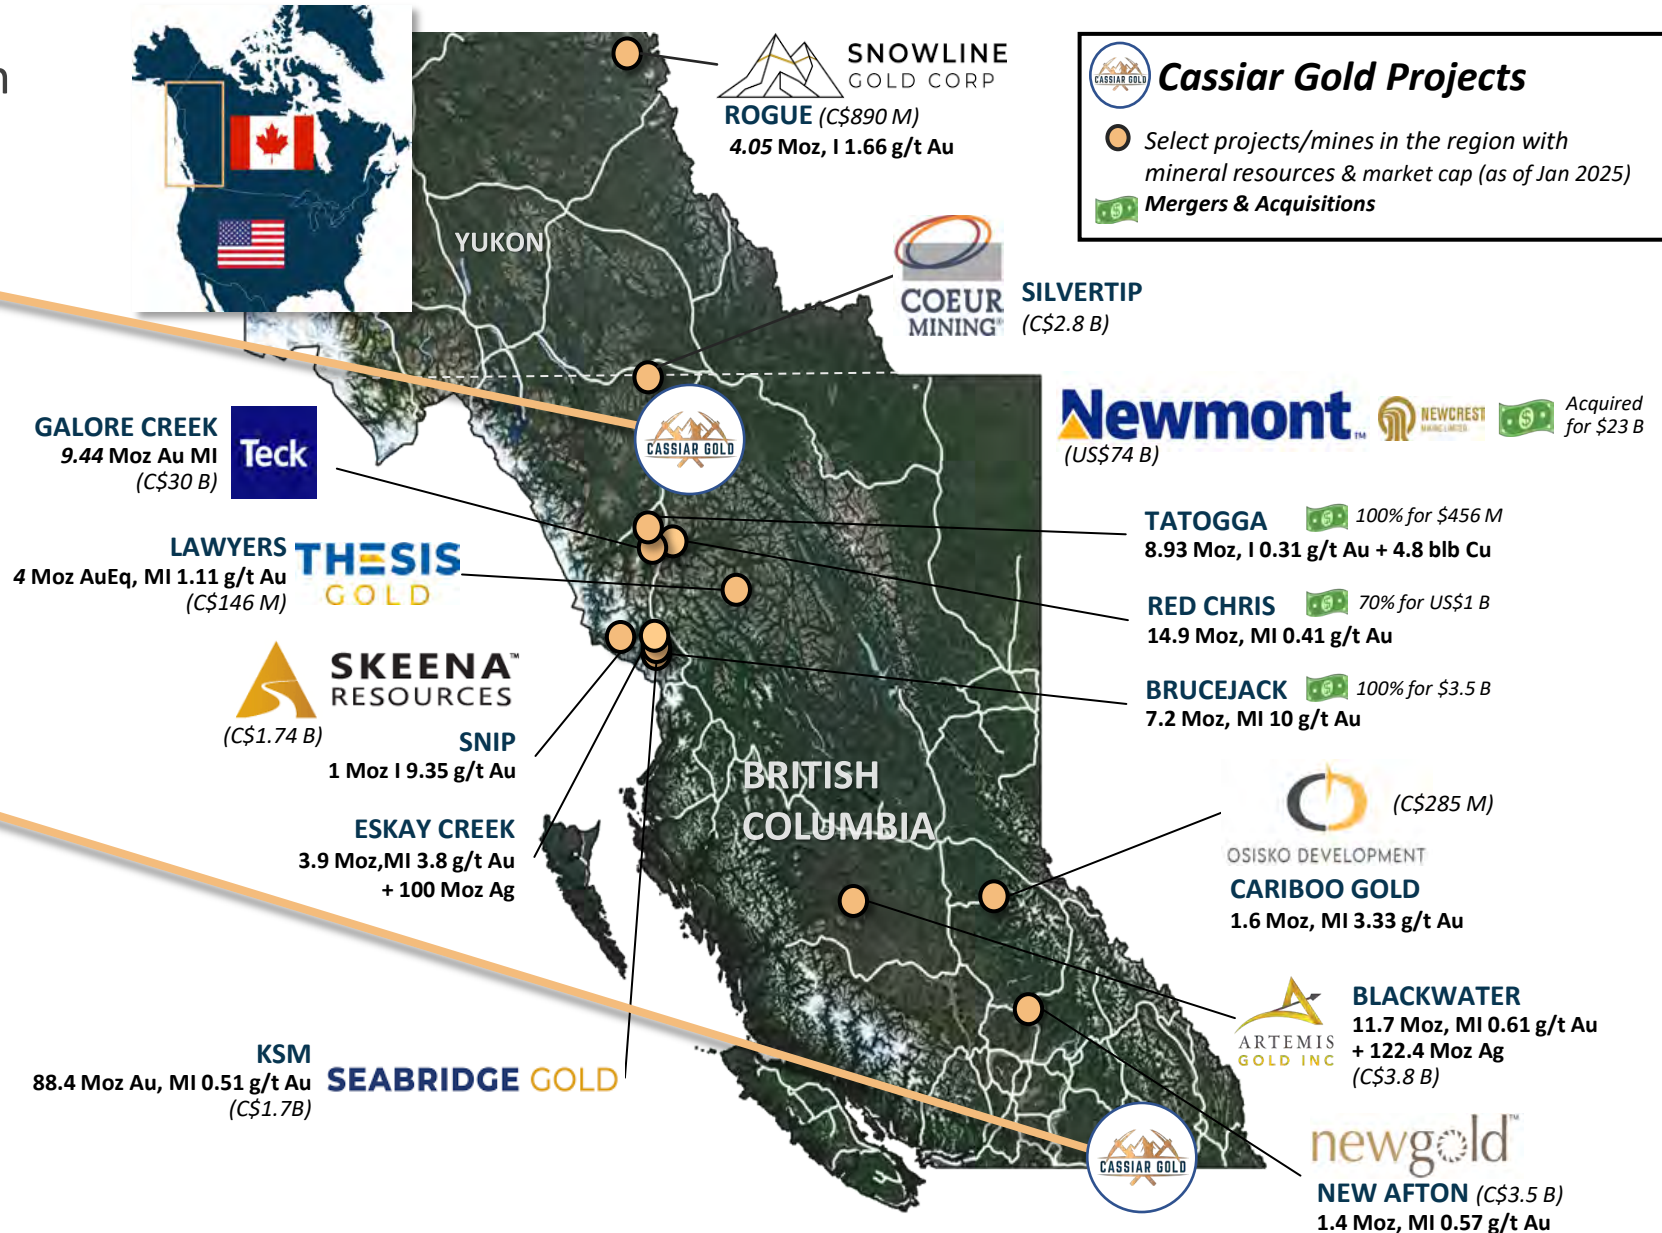 n
SNOWLINE
GOLD CORP
ROGUE (C$890 M)
4.05 Moz, I 1.66 g/t Au
CASSIAR GOLD
Cassiar Gold Projects
Select projects/mines in the region with
mineral resources & market cap (as of Jan 2025)
Mergers & Acquisitions
YUKON
COEUR
MINING®
SILVERTIP
(C$2.8 B)
CASSIAR GOLD
GALORE CREEK
9.44 Moz Au MI
(C$30 B)
Teck
Newmont™
(US$74 B)
NEWCREST
MINING LIMITED
Acquired
for $23 B
LAWYERS
4 Moz AuEq, MI 1.11 g/t Au
(C$146 M)
THESIS
GOLD
TATOGGA
100% for $456 M
8.93 Moz, I 0.31 g/t Au + 4.8 blb Cu
RED CHRIS
70% for US$1 B
14.9 Moz, MI 0.41 g/t Au
BRUCEJACK
100% for $3.5 B
7.2 Moz, MI 10 g/t Au
SKEENA™
RESOURCES
(C$1.74 B)
SNIP
1 Moz I 9.35 g/t Au
ESKAY CREEK
3.9 Moz,MI 3.8 g/t Au
+ 100 Moz Ag
BRITISH
COLUMBIA
(C$285 M)
OSISKO DEVELOPMENT
CARIBOO GOLD
1.6 Moz, MI 3.33 g/t Au
ARTEMIS
GOLD INC
BLACKWATER
11.7 Moz, MI 0.61 g/t Au
+ 122.4 Moz Ag
(C$3.8 B)
KSM
88.4 Moz Au, MI 0.51 g/t Au
(C$1.7B)
SEABRIDGE GOLD
CASSIAR GOLD
newgold™
NEW AFTON (C$3.5 B)
1.4 Moz, MI 0.57 g/t Au